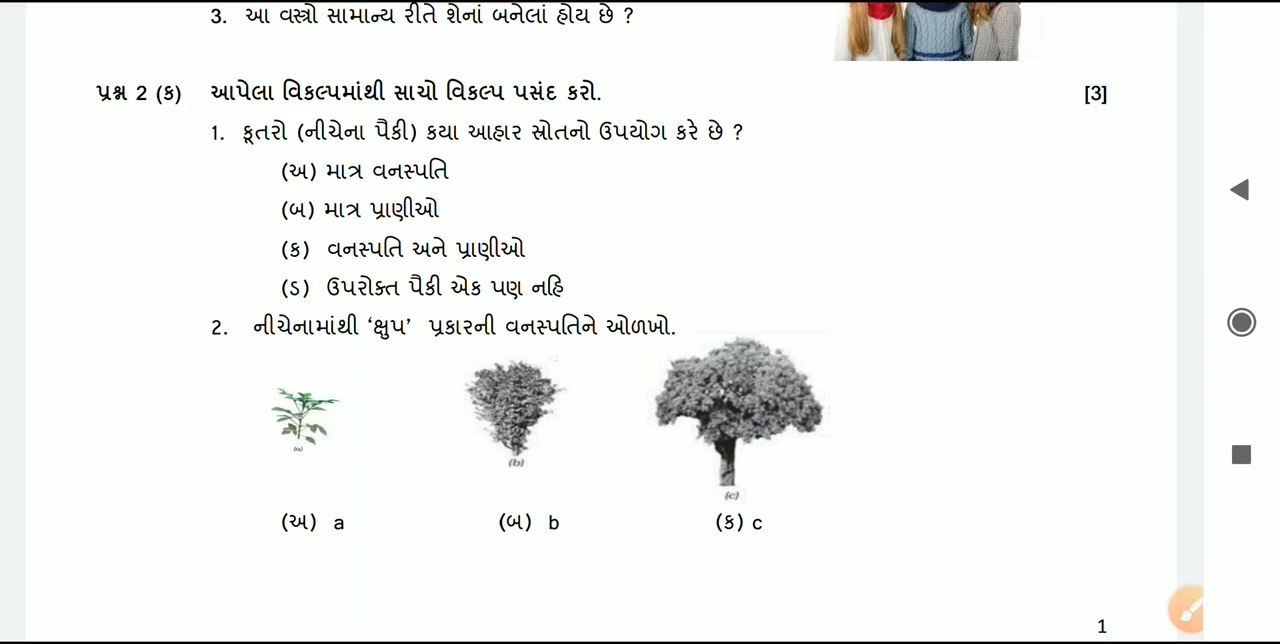 3. આ વસ્ત્રો સામાન્ય રીતે શેનાં બનેલાં હોય છે ?
પ્રશ્ન 2 (ક) આપેલા વિકલ્પમાંથી સાચો વિકલ્પ પસંદ કરો. [3]
1. કૂતરો (નીચેના પૈકી) કયા આહાર સ્રોતનો ઉપયોગ કરે છે ?
(અ) માત્ર વનસ્પતિ
(બ) માત્ર પ્રાણીઓ
(ક) વનસ્પતિ અને પ્રાણીઓ
(ડ) ઉપરોક્ત પૈકી એક પણ નહિ
2. નીચેનામાંથી ‘ક્ષુપ’ પ્રકારની વનસ્પતિને ઓળખો.
(a)
(b)
(c)
(અ) a (બ) b (ક) c
1